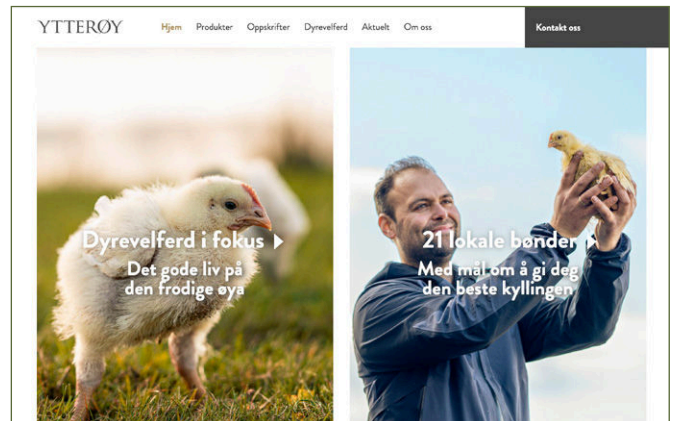 YTTERØY
Hjem Produkter Oppskrifter Dyrevelferd Aktuelt Om oss Kontakt oss
Dyrevelferd i fokus
Det gode liv på
den frodige øya
21 lokale bønder
Med mål om å gi deg
den beste kyllingen